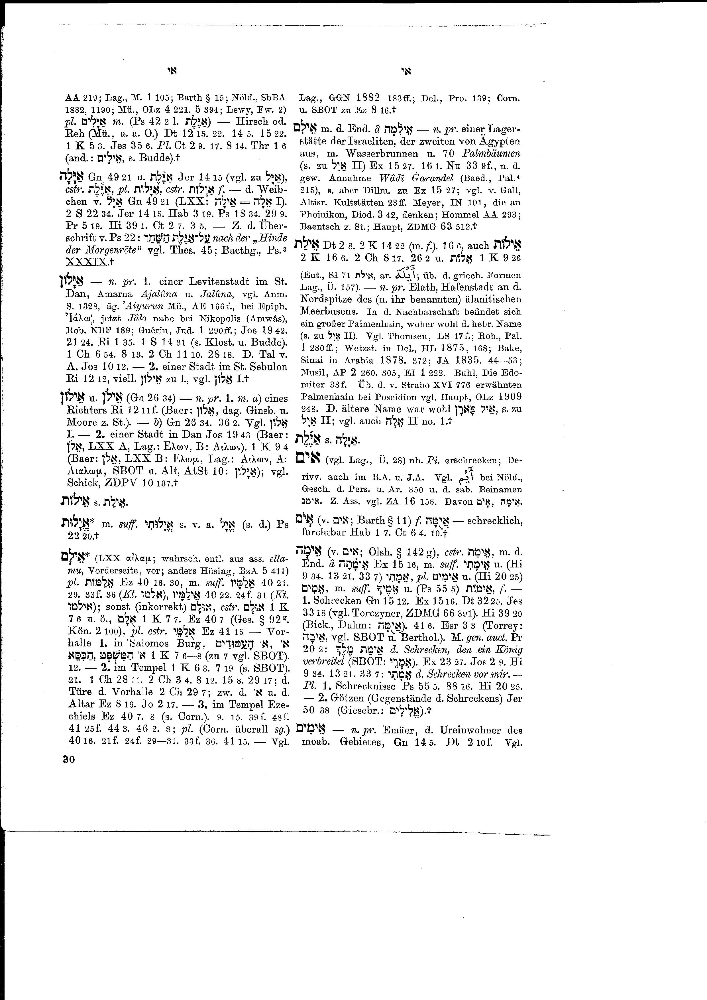 אי
אי
AA 219; Lag., M. 1 105; Barth § 15; Nöld., SbBA
1882, 1190; Mü., OLz 4 221. 5 394; Lewy, Fw. 2)
pl. אַיָּלִים m. (Ps 42 2 l. אַיֶּלֶת) — Hirsch od.
Reh (Mü., a. a. O.) Dt 12 15. 22. 14 5. 15 22.
1 K 5 3. Jes 35 6. Pl. Ct 2 9. 17. 8 14. Thr 1 6
(and.: אֵילִים, s. Budde).†
אַיָּלָה Gn 49 21 u. אַיֶּלֶת Jer 14 15 (vgl. zu אַיָּל),
cstr. אַיֶּלֶת, pl. אַיָּלוֹת, cstr. אַיְלוֹת f. — d. Weib-
chen v. אַיָּל Gn 49 21 (LXX: אֵלָה = אֵילָה I).
2 S 22 34. Jer 14 15. Hab 3 19. Ps 18 34. 29 9.
Pr 5 19. Hi 39 1. Ct 2 7. 3 5. — Z. d. Über-
schrift v. Ps 22; עַל־אַיֶּלֶת הַשַּׁחַר nach der „Hinde
der Morgenröte“ vgl. Thes. 45; Baethg., Ps.³
XXXIX.†
אַיָּלוֹן — n. pr. 1. einer Levitenstadt im St.
Dan, Amarna Ajalûna u. Jalûna, vgl. Anm.
S. 1328, äg. ’Aiyurun Mü., AE 166f., bei Epiph.
Ἰάλω, jetzt Jâlo nahe bei Nikopolis (Amwâs),
Rob. NBF 189; Guérin, Jud. 1 290ff.; Jos 19 42.
21 24. Ri 1 35. 1 S 14 31 (s. Klost. u. Budde).
1 Ch 6 54. 8 13. 2 Ch 11 10. 28 18. D. Tal v.
A. Jos 10 12. — 2. einer Stadt im St. Sebulon
Ri 12 12, viell. אֵילוֹן zu l., vgl. אֵלוֹן I.†
אֵילוֹן u. אֵילֹן (Gn 26 34) — n. pr. 1. m. a) eines
Richters Ri 12 11f. (Baer: אֵלוֹן, dag. Ginsb. u.
Moore z. St.). — b) Gn 26 34. 36 2. Vgl. אֵלוֹן
I. — 2. einer Stadt in Dan Jos 19 43 (Baer:
אֵלֹן, LXX A, Lag.: Ελων, B: Αιλων). 1 K 9 4
(Baer: אֵלֹן, LXX B: Ελωμ, Lag.: Αιλων, A:
Αιαλωμ, SBOT u. Alt, AtSt 10: אַיָּלוֹן); vgl.
Schick, ZDPV 10 137.†
אֵילוֹת s. אֵילַת.
*אֱיָלוּת m. suff. אֱיָלוּתִי s. v. a. אֱיָל (s. d.) Ps
22 20.†
*אֵילָם (LXX αἰλαμ; wahrsch. entl. aus ass. ella-
mu, Vorderseite, vor; anders Hüsing, BzA 5 411)
pl. אֵלַמּוֹת Ez 40 16. 30, m. suff. אֵלַמָּיו 40 21.
29. 33f. 36 (Kt. אלמו), אֵילַמָּיו 40 22. 24f. 31 (Kt.
אילמו); sonst (inkorrekt) אוּלָם, cstr. אוּלָם 1 K
7 6 u. ö., אֻלָם 1 K 7 7. Ez 40 7 (Ges. § 92g.
Kön. 2 100), pl. cstr. אֻלַמֵּי Ez 41 15 — Vor-
halle 1. in Salomos Burg, א׳ הָעַמּוּדִים, א׳
הַכִּסֵּא, א׳ הַמִּשְׁפָּט 1 K 7 6—8 (zu 7 vgl. SBOT).
12. — 2. im Tempel 1 K 6 3. 7 19 (s. SBOT).
21. 1 Ch 28 11. 2 Ch 3 4. 8 12. 15 8. 29 17; d.
Türe d. Vorhalle 2 Ch 29 7; zw. d. א׳ u. d.
Altar Ez 8 16. Jo 2 17. — 3. im Tempel Eze-
chiels Ez 40 7. 8 (s. Corn.). 9. 15. 39f. 48f.
41 25f. 44 3. 46 2. 8; pl. (Corn. überall sg.)
40 16. 21f. 24f. 29—31. 33f. 36. 41 15. — Vgl.
Lag., GGN 1882 183ff.; Del., Pro. 139; Corn.
u. SBOT zu Ez 8 16.†
אֵילִם m. d. End. â אֵילִמָה — n. pr. einer Lager-
stätte der Israeliten, der zweiten von Ägypten
aus, m. Wasserbrunnen u. 70 Palmbäumen
(s. zu אַיִל II) Ex 15 27. 16 1. Nu 33 9f., n. d.
gew. Annahme Wâdî Ġarandel (Baed., Pal.⁴
215), s. aber Dillm. zu Ex 15 27; vgl. v. Gall,
Altisr. Kultstätten 23ff. Meyer, IN 101, die an
Phoinikon, Diod. 3 42, denken; Hommel AA 293;
Baentsch z. St.; Haupt, ZDMG 63 512.†
אֵילַת Dt 2 8. 2 K 14 22 (m. f.). 16 6, auch אֵילוֹת
2 K 16 6. 2 Ch 8 17. 26 2 u. אֵלוֹת 1 K 9 26
(Eut., SI 71 אילת, ar. أَيْلَةُ; üb. d. griech. Formen
Lag., Ü. 157). — n. pr. Elath, Hafenstadt an d.
Nordspitze des (n. ihr benannten) älanitischen
Meerbusens. In d. Nachbarschaft befindet sich
ein großer Palmenhain, woher wohl d. hebr. Name
(s. zu אַיִל II). Vgl. Thomsen, LS 17f.; Rob., Pal.
1 280ff.; Wetzst. in Del., HL 1875, 168; Bake,
Sinai in Arabia 1878. 372; JA 1835. 44—53;
Musil, AP 2 260. 305, EI 1 222. Buhl, Die Edo-
miter 38f. Üb. d. v. Strabo XVI 776 erwähnten
Palmenhain bei Poseidion vgl. Haupt, OLz 1909
248. D. ältere Name war wohl אֵיל פָּארָן, s. zu
אַיִל II; vgl. auch אֵלָה II no. 1.†
אַיֶּלֶת s. אַיָּלָה.
אים (vgl. Lag., Ü. 28) nh. Pi. erschrecken; De-
rivv. auch im B.A. u. J.A. Vgl. أَيِّم bei Nöld.,
Gesch. d. Pers. u. Ar. 350 u. d. sab. Beinamen
אימנ. Z. Ass. vgl. ZA 16 156. Davon אָיֹם, אֵימָה.
אָיֹם (v. אים; Barth § 11) f. אֲיֻמָּה — schrecklich,
furchtbar Hab 1 7. Ct 6 4. 10.†
אֵימָה (v. אים; Olsh. § 142 g), cstr. אֵימַת, m. d.
End. â אֵימָתָה Ex 15 16, m. suff. אֵימָתִי u. (Hi
9 34. 13 21. 33 7) אֵמָתִי, pl. אֵימִים u. (Hi 20 25)
אֵמִים, m. suff. אֵמֶיךָ u. (Ps 55 5) אֵימוֹת, f. —
1. Schrecken Gn 15 12. Ex 15 16. Dt 32 25. Jes
33 18 (vgl. Torczyner, ZDMG 66 391). Hi 39 20
(Bick., Duhm: אֲיֻמָּה). 41 6. Esr 3 3 (Torrey:
אֵיבָה, vgl. SBOT u. Berthol.). M. gen. auct. Pr
20 2: אֵימַת מֶלֶךְ d. Schrecken, den ein König
verbreitet (SBOT: אִמְרֵי). Ex 23 27. Jos 2 9. Hi
9 34. 13 21. 33 7: אֵמָתִי d. Schrecken vor mir. —
Pl. 1. Schrecknisse Ps 55 5. 88 16. Hi 20 25.
— 2. Götzen (Gegenstände d. Schreckens) Jer
50 38 (Giesebr.: אֱלִילִים).†
אֵימִים — n. pr. Emäer, d. Ureinwohner des
moab. Gebietes, Gn 14 5. Dt 2 10f. Vgl.
30